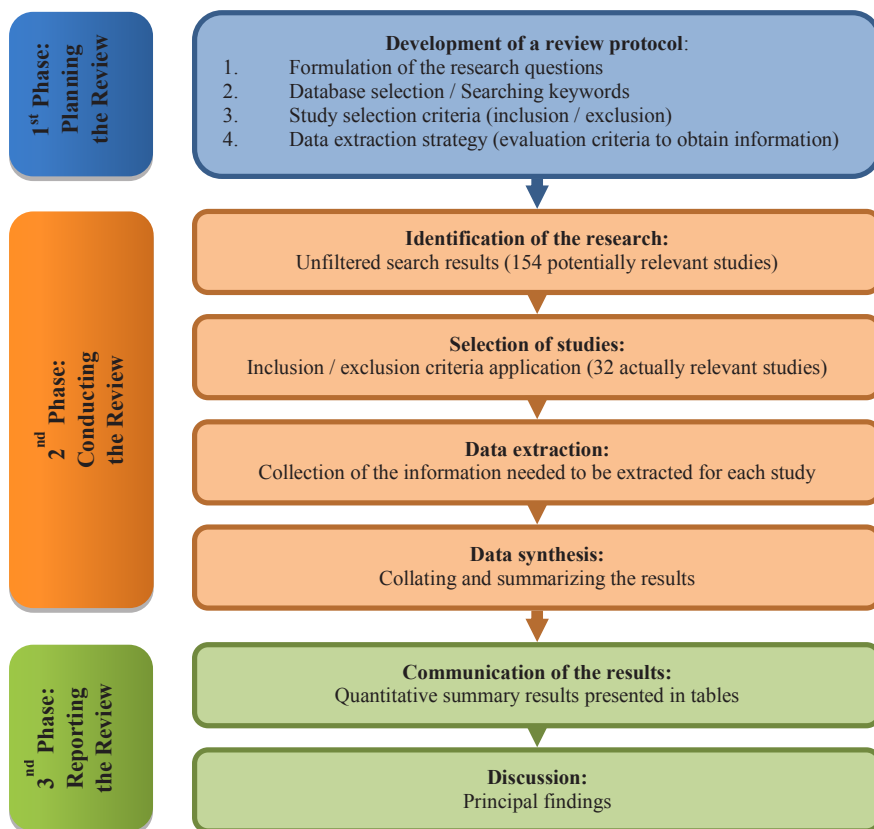 1st Phase:
Planning
the Review
Development of a review protocol:
1. Formulation of the research questions
2. Database selection / Searching keywords
3. Study selection criteria (inclusion / exclusion)
4. Data extraction strategy (evaluation criteria to obtain information)
2nd Phase:
Conducting
the Review
Identification of the research:
Unfiltered search results (154 potentially relevant studies)
Selection of studies:
Inclusion / exclusion criteria application (32 actually relevant studies)
Data extraction:
Collection of the information needed to be extracted for each study
Data synthesis:
Collating and summarizing the results
3nd Phase:
Reporting
the Review
Communication of the results:
Quantitative summary results presented in tables
Discussion:
Principal findings